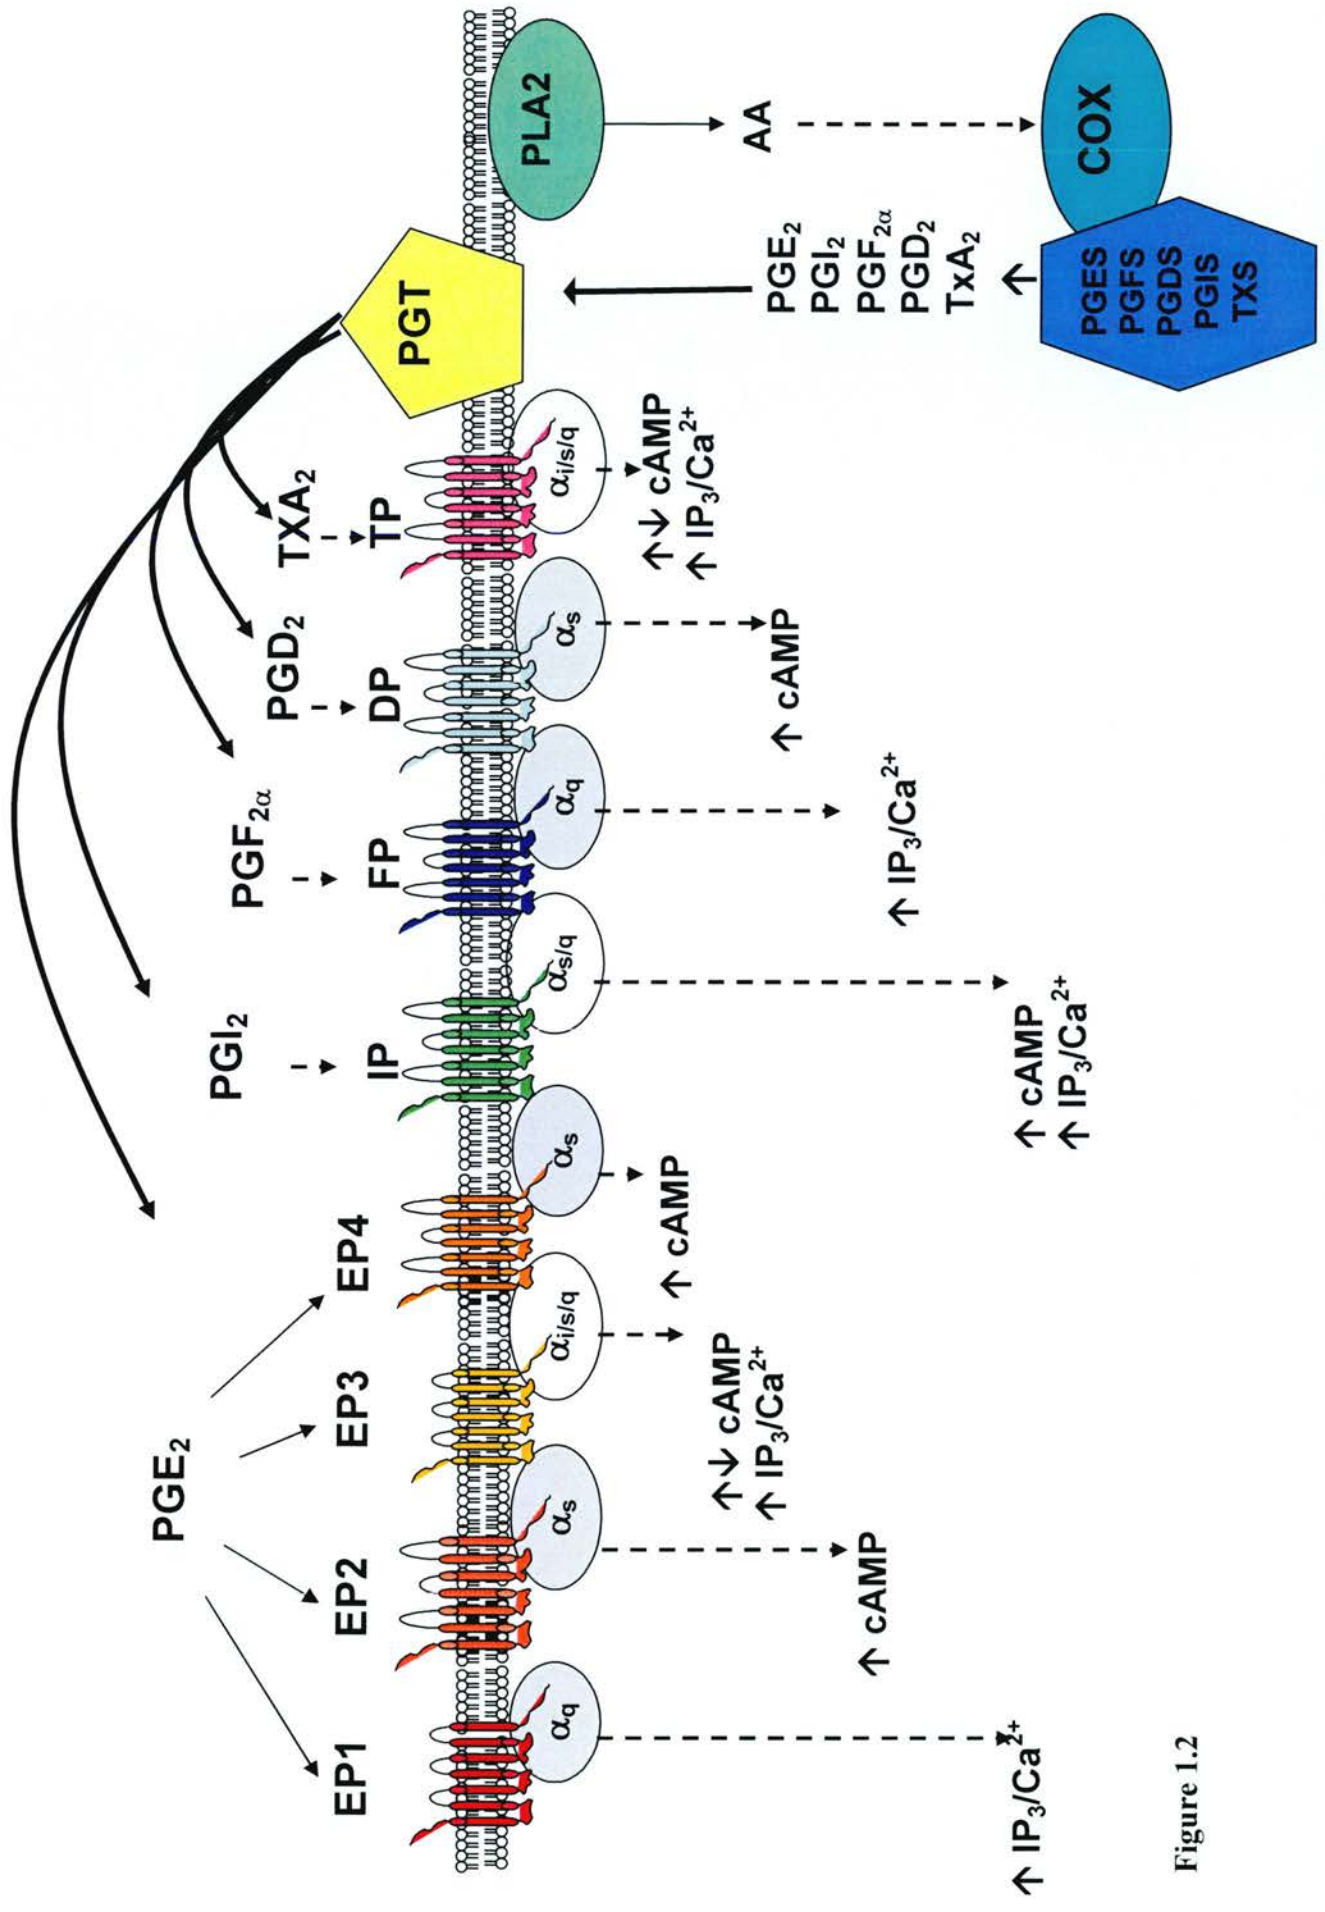 PGE₂
PGI₂
PGF₂α
PGD₂
TXA₂
EP1
EP2
EP3
EP4
IP
FP
DP
TP
PGT
PLA2
αq
αs
αi/s/q
αs
αs/q
αq
αs
αi/s/q
↑ IP₃/Ca²⁺
↑ cAMP
↑↓ cAMP
↑ IP₃/Ca²⁺
↑ cAMP
↑ cAMP
↑ IP₃/Ca²⁺
↑ IP₃/Ca²⁺
↑ cAMP
↑↓ cAMP
↑ IP₃/Ca²⁺
AA
PGE₂
PGI₂
PGF₂α
PGD₂
TxA₂
COX
PGES
PGFS
PGDS
PGIS
TXS
Figure 1.2